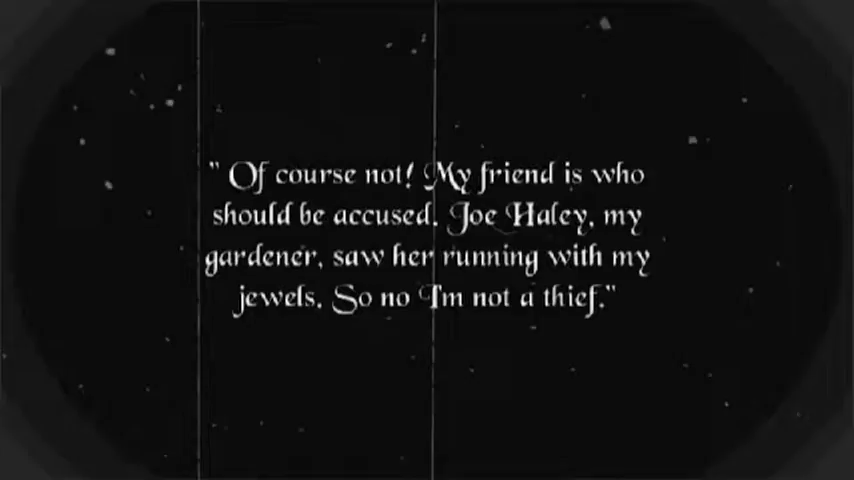 " Of course not! My friend is who
should be accused. Joe Haley, my
gardener, saw her running with my
jewels. So no I'm not a thief."